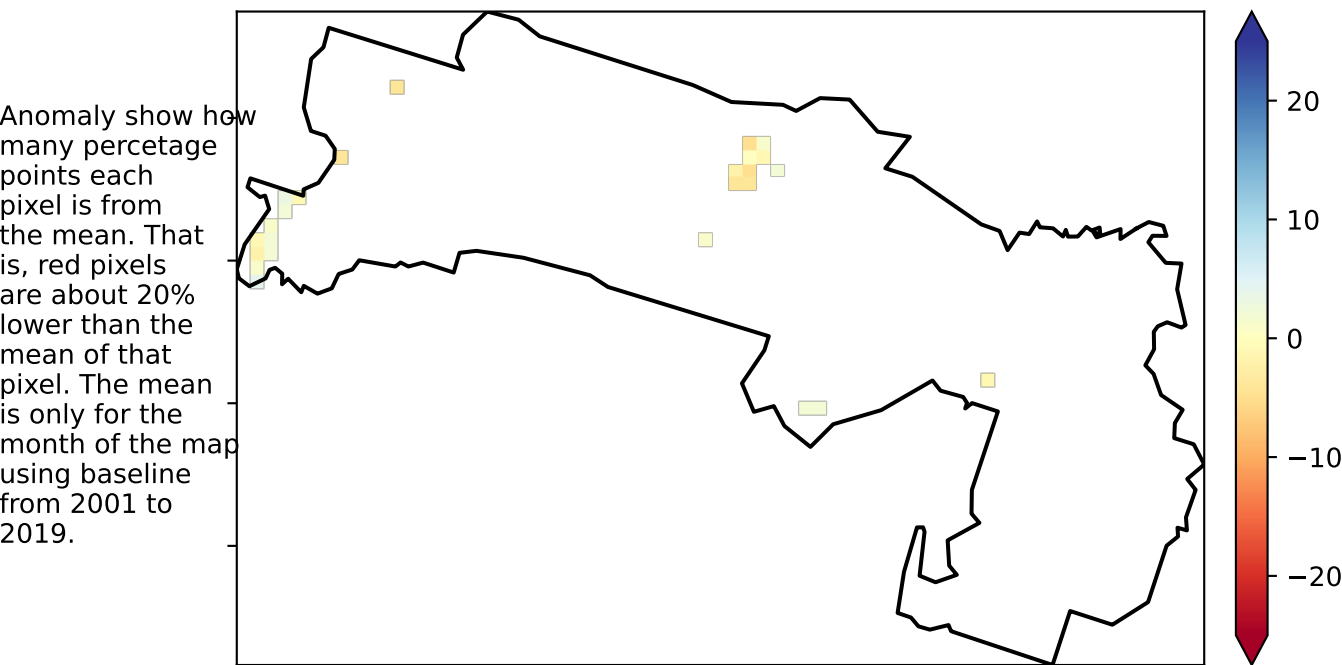 Anomaly show how
many percetage
points each
pixel is from
the mean. That
is, red pixels
are about 20%
lower than the
mean of that
pixel. The mean
is only for the
month of the map
using baseline
from 2001 to
2019.
20
10
0
−10
−20